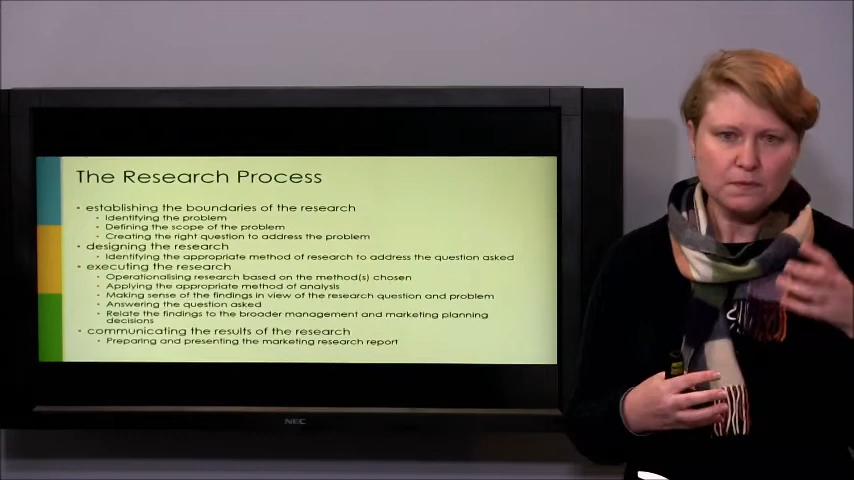 The Research Process
• establishing the boundaries of the research
• Identifying the problem
• Defining the scope of the problem
• Creating the right question to address the problem
• designing the research
• Identifying the appropriate method of research to address the question asked
• executing the research
• Operationalising research based on the method(s) chosen
• Applying the appropriate method of analysis
• Making sense of the findings in view of the research question and problem
• Answering the question asked
• Relate the findings to the broader management and marketing planning
decisions
• communicating the results of the research
• Preparing and presenting the marketing research report
NEC